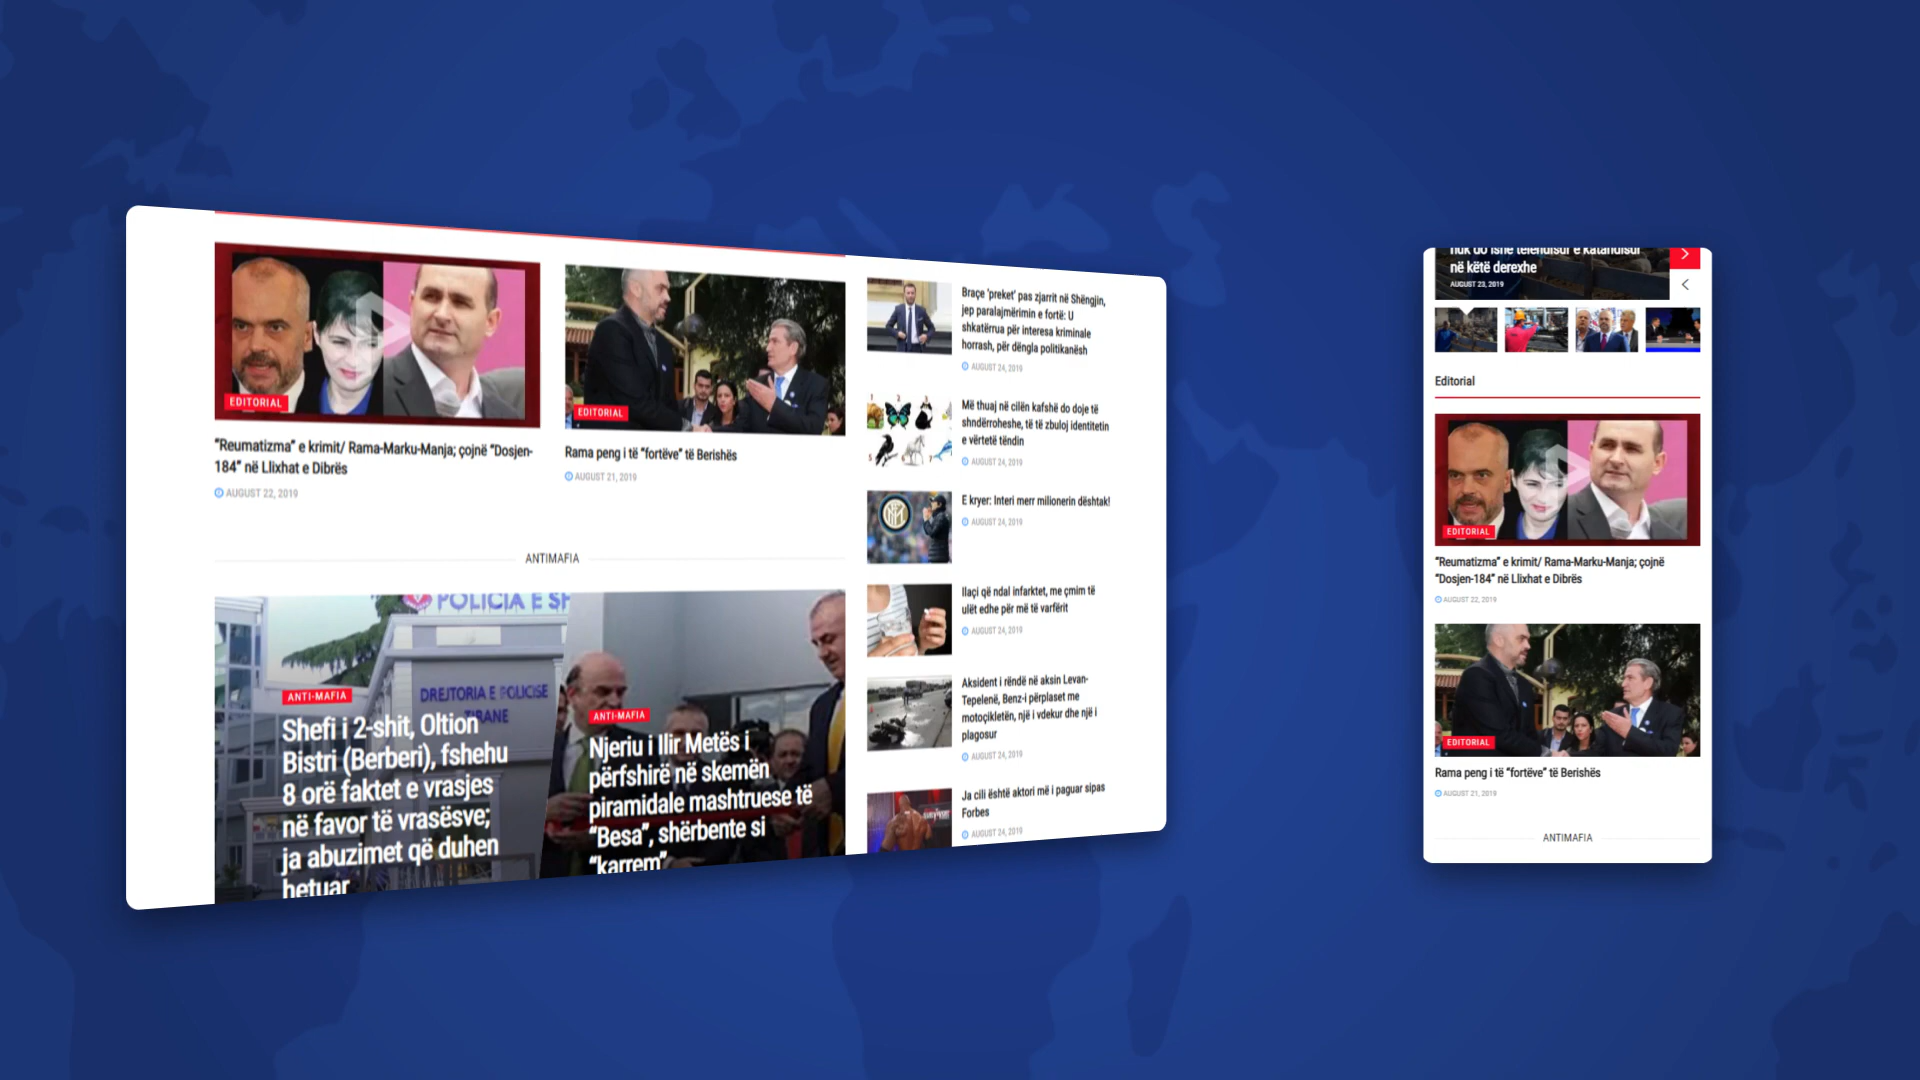 EDITORIAL
“Reumatizma” e krimit/ Rama-Marku-Manja; çojnë “Dosjen-
184” në Llixhat e Dibrës
AUGUST 22, 2019
EDITORIAL
Rama peng i të “fortëve” të Berishës
AUGUST 21, 2019
ANTIMAFIA
POLICIA E SH
DREJTORIA E POLICISE
TIRANE
ANTI-MAFIA
Shefi i 2-shit, Oltion
Bistri (Berberi), fshehu
8 orë faktet e vrasjes
në favor të vrasësve;
ja abuzimet që duhen
hetuar
ANTI-MAFIA
Njeriu i Ilir Metës i
përfshirë në skemën
piramidale mashtruese të
“Besa”, shërbente si
“karrem”
Braçe 'preket' pas zjarrit në Shëngjin,
jep paralajmërimin e fortë: U
shkatërrua për interesa kriminale
horrash, për dëngla politikanësh
AUGUST 24, 2019
Më thuaj në cilën kafshë do doje të
shndërroheshe, të të zbuloj identitetin
e vërtetë tëndin
AUGUST 24, 2019
E kryer: Interi merr milionerin dështak!
AUGUST 24, 2019
Ilaçi që ndal infarktet, me çmim të
ulët edhe për më të varfërit
AUGUST 24, 2019
Aksident i rëndë në aksin Levan-
Tepelenë, Benz-i përplaset me
motoçikletën, një i vdekur dhe një i
plagosur
AUGUST 24, 2019
Ja cili është aktori më i paguar sipas
Forbes
AUGUST 24, 2019
nuk do ishe telendisur e katandisur
në këtë derexhe
AUGUST 23, 2019
Editorial
EDITORIAL
“Reumatizma” e krimit/ Rama-Marku-Manja; çojnë
“Dosjen-184” në Llixhat e Dibrës
AUGUST 22, 2019
EDITORIAL
Rama peng i të “fortëve” të Berishës
AUGUST 21, 2019
ANTIMAFIA